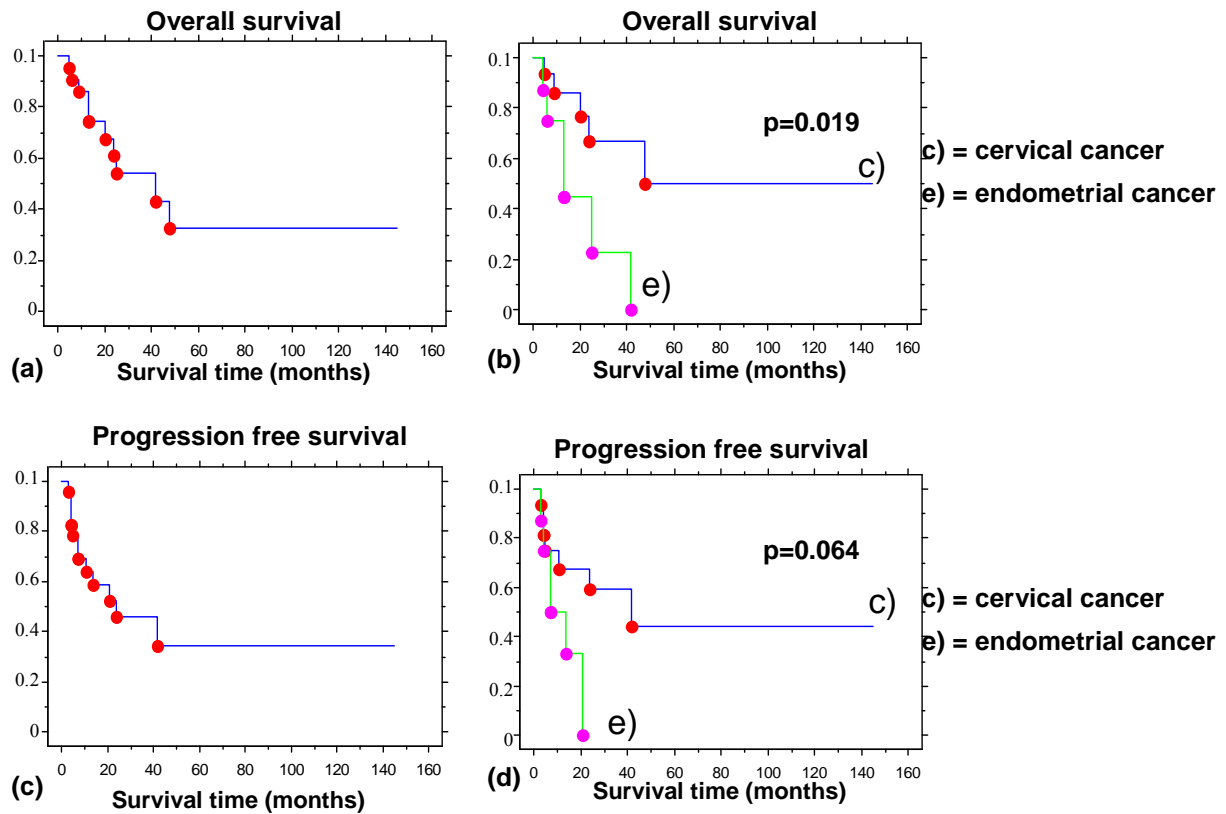 Overall survival
0.1
0.8
0.6
0.4
0.2
0
0 20 40 60 80 100 120 140 160
(a)
Survival time (months)
Overall survival
0.1
0.8
0.6
0.4
0.2
0
p=0.019
c)
e)
c) = cervical cancer
e) = endometrial cancer
0 20 40 60 80 100 120 140 160
(b)
Survival time (months)
Progression free survival
0.1
0.8
0.6
0.4
0.2
0
0 20 40 60 80 100 120 140 160
(c)
Survival time (months)
Progression free survival
0.1
0.8
0.6
0.4
0.2
0
p=0.064
c)
e)
c) = cervical cancer
e) = endometrial cancer
0 20 40 60 80 100 120 140 160
(d)
Survival time (months)